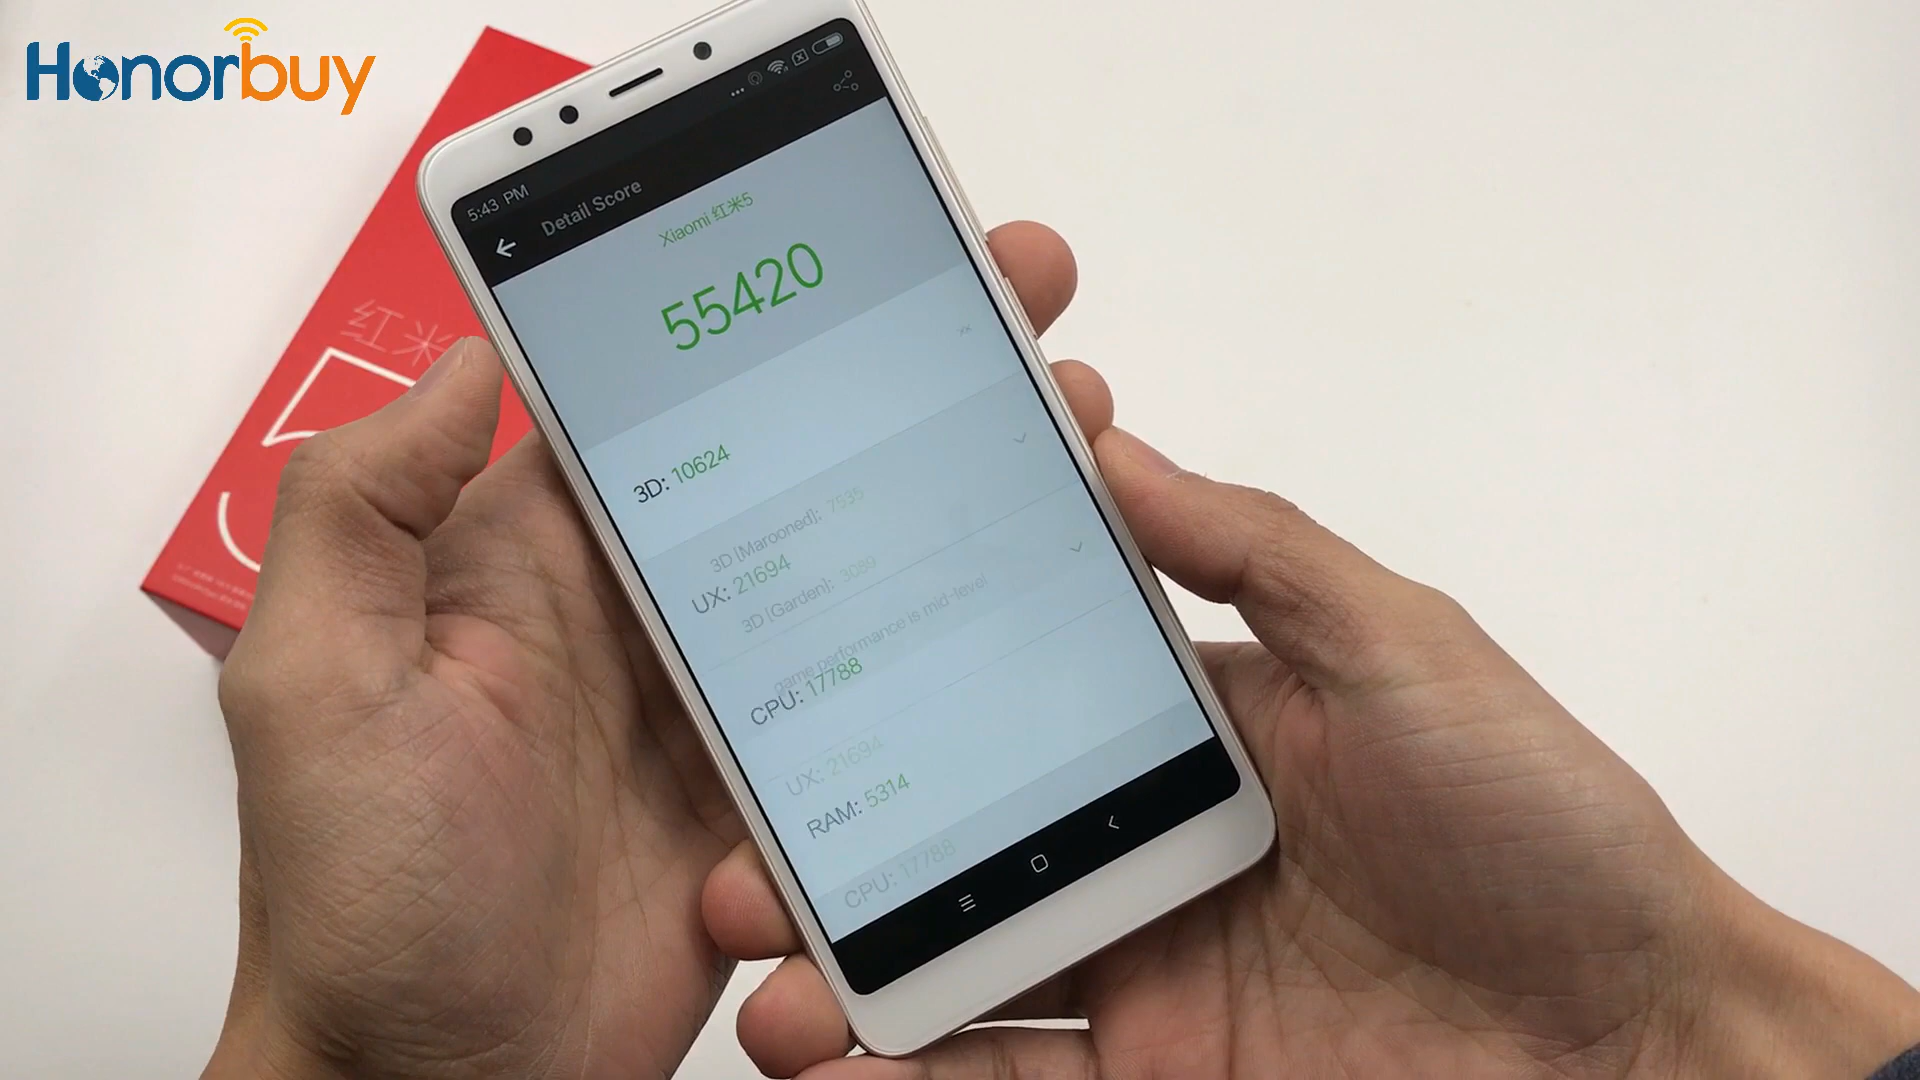 Honorbuy
5:43 PM
Detail Score
Xiaomi 红米5
55420
3D: 10624
3D [Marooned]: 7535
UX: 21694
3D [Garden]: 3089
game performance is mid-level
CPU: 17788
UX: 21694
RAM: 5314
CPU: 17788
红米
5